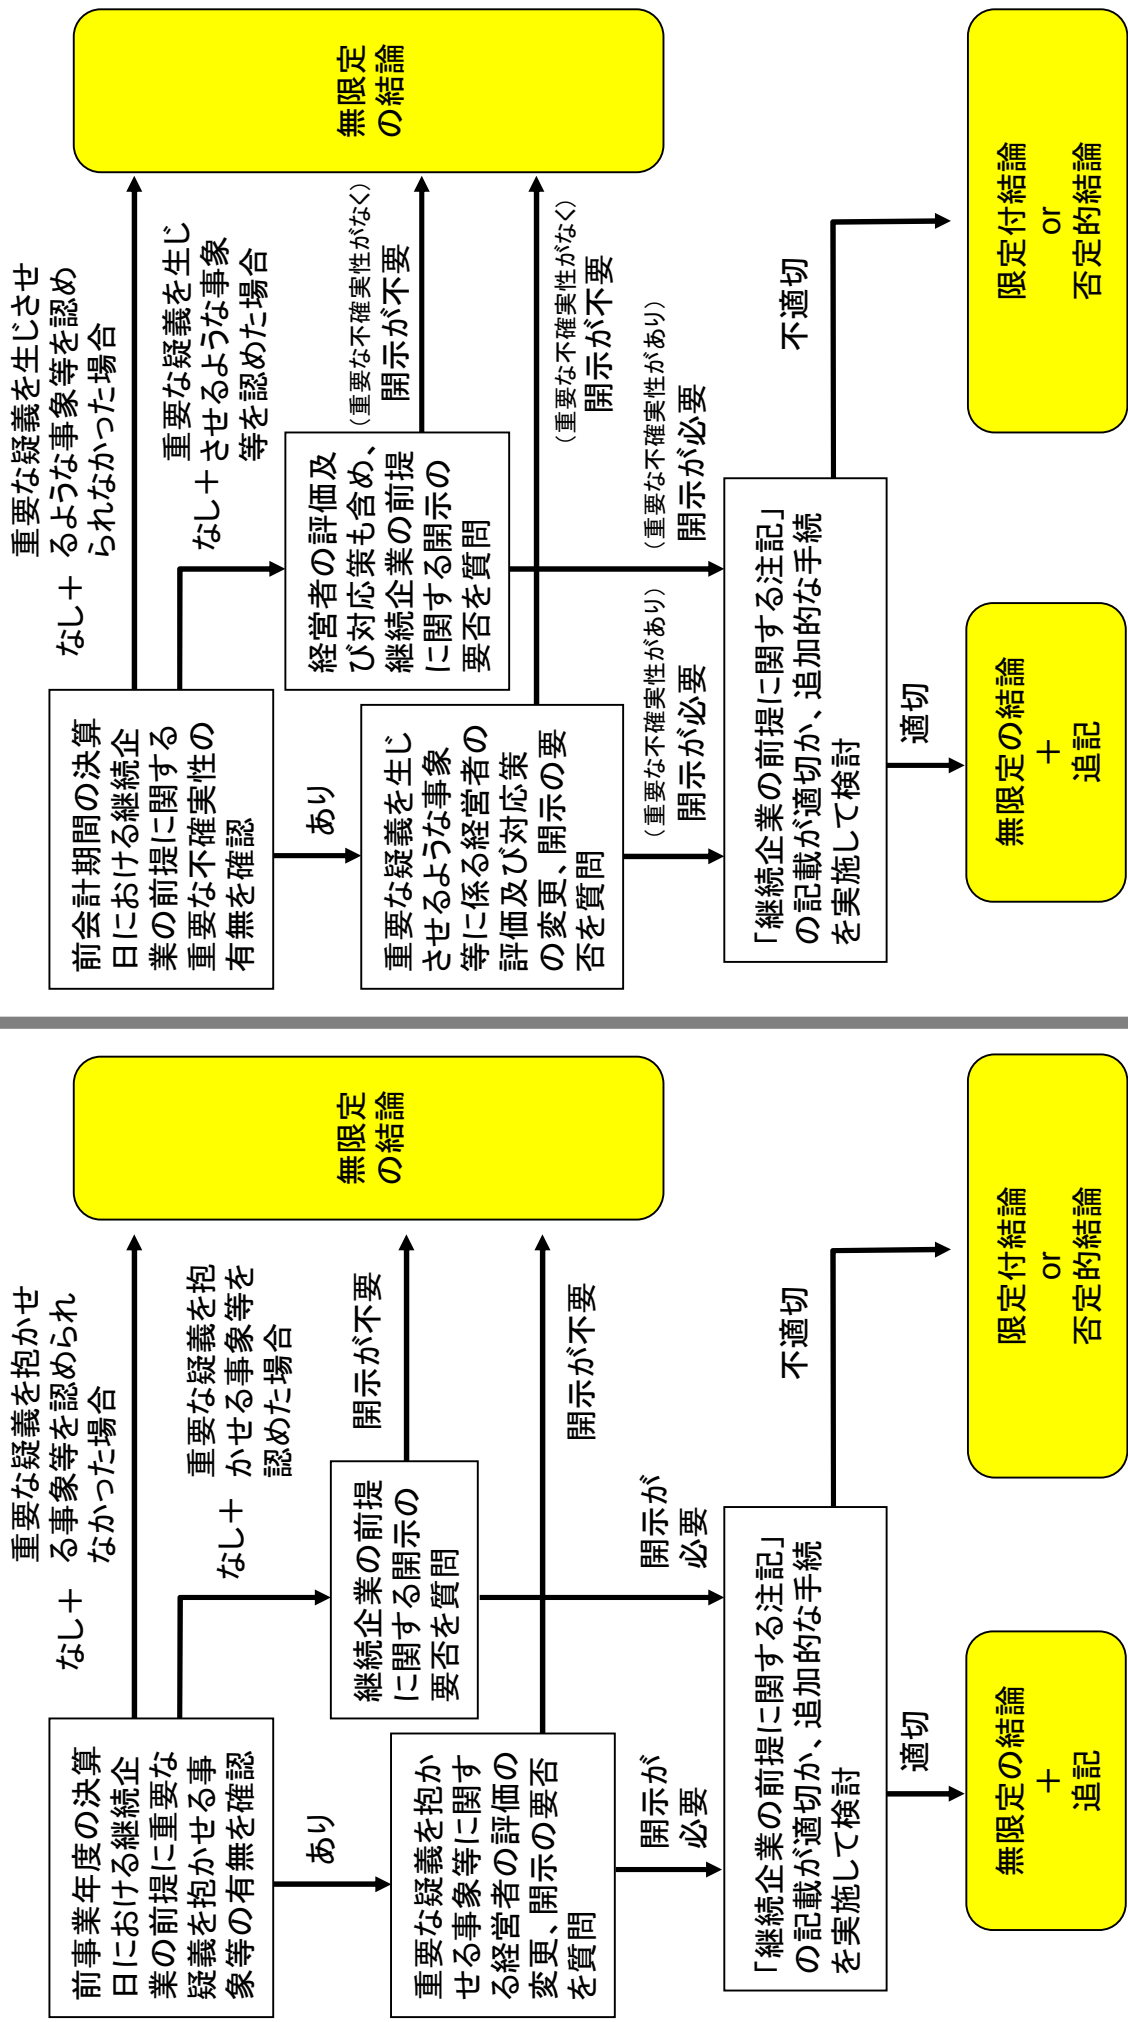 前事業年度の決算
日における継続企
業の前提に重要な
疑義を抱かせる事
象等の有無を確認
なし＋
重要な疑義を抱かせ
る事象等を認められ
なかった場合
なし＋
重要な疑義を抱
かせる事象等を
認めた場合
あり
継続企業の前提
に関する開示の
要否を質問
開示が不要
無限定
の結論
重要な疑義を抱か
せる事象等に関す
る経営者の評価の
変更、開示の要否
を質問
開示が不要
開示が
必要
開示が
必要
「継続企業の前提に関する注記」
の記載が適切か、追加的な手続
を実施して検討
不適切
適切
無限定の結論
＋
追記
限定付結論
or
否定的結論
前会計期間の決算
日における継続企
業の前提に関する
重要な不確実性の
有無を確認
なし＋
重要な疑義を生じさせ
るような事象等を認め
られなかった場合
なし＋
重要な疑義を生じ
させるような事象
等を認めた場合
あり
経営者の評価及
び対応策も含め、
継続企業の前提
に関する開示の
要否を質問
（重要な不確実性がなく）
開示が不要
無限定
の結論
重要な疑義を生じ
させるような事象
等に係る経営者の
評価及び対応策
の変更、開示の要
否を質問
（重要な不確実性がなく）
開示が不要
（重要な不確実性があり）
開示が必要
（重要な不確実性があり）
開示が必要
「継続企業の前提に関する注記」
の記載が適切か、追加的な手続
を実施して検討
不適切
適切
無限定の結論
＋
追記
限定付結論
or
否定的結論